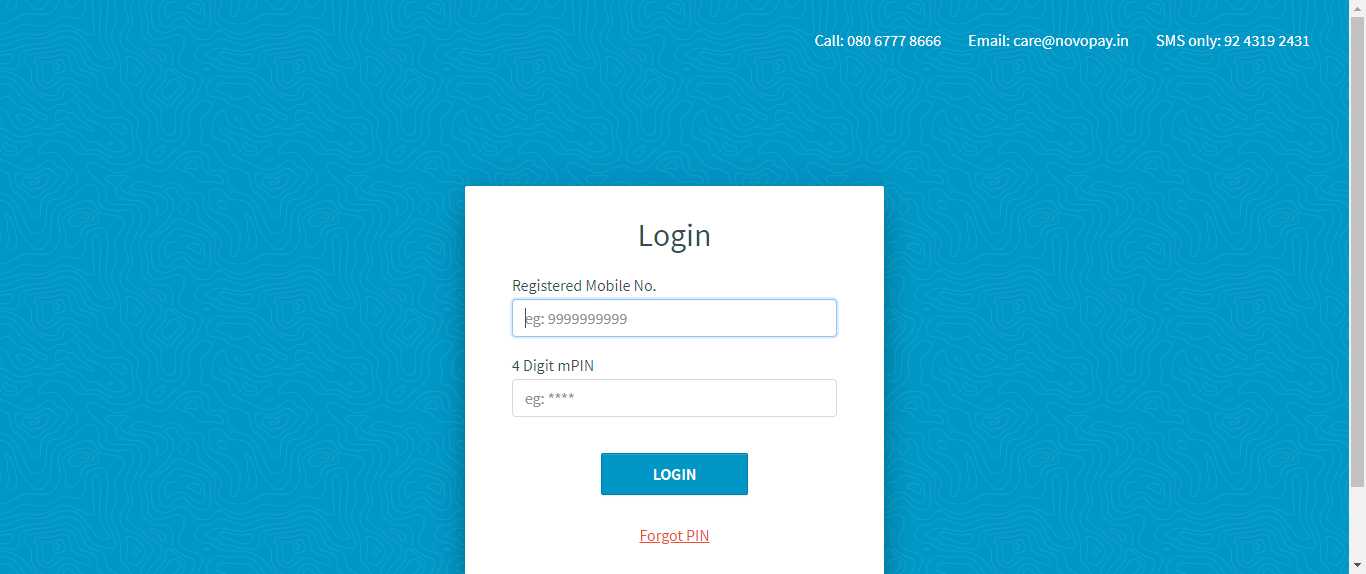 Call: 080 6777 8666 Email: care@novopay.in SMS only: 92 4319 2431
Login
Registered Mobile No.
eg: 9999999999
4 Digit mPIN
eg: ****
LOGIN
Forgot PIN